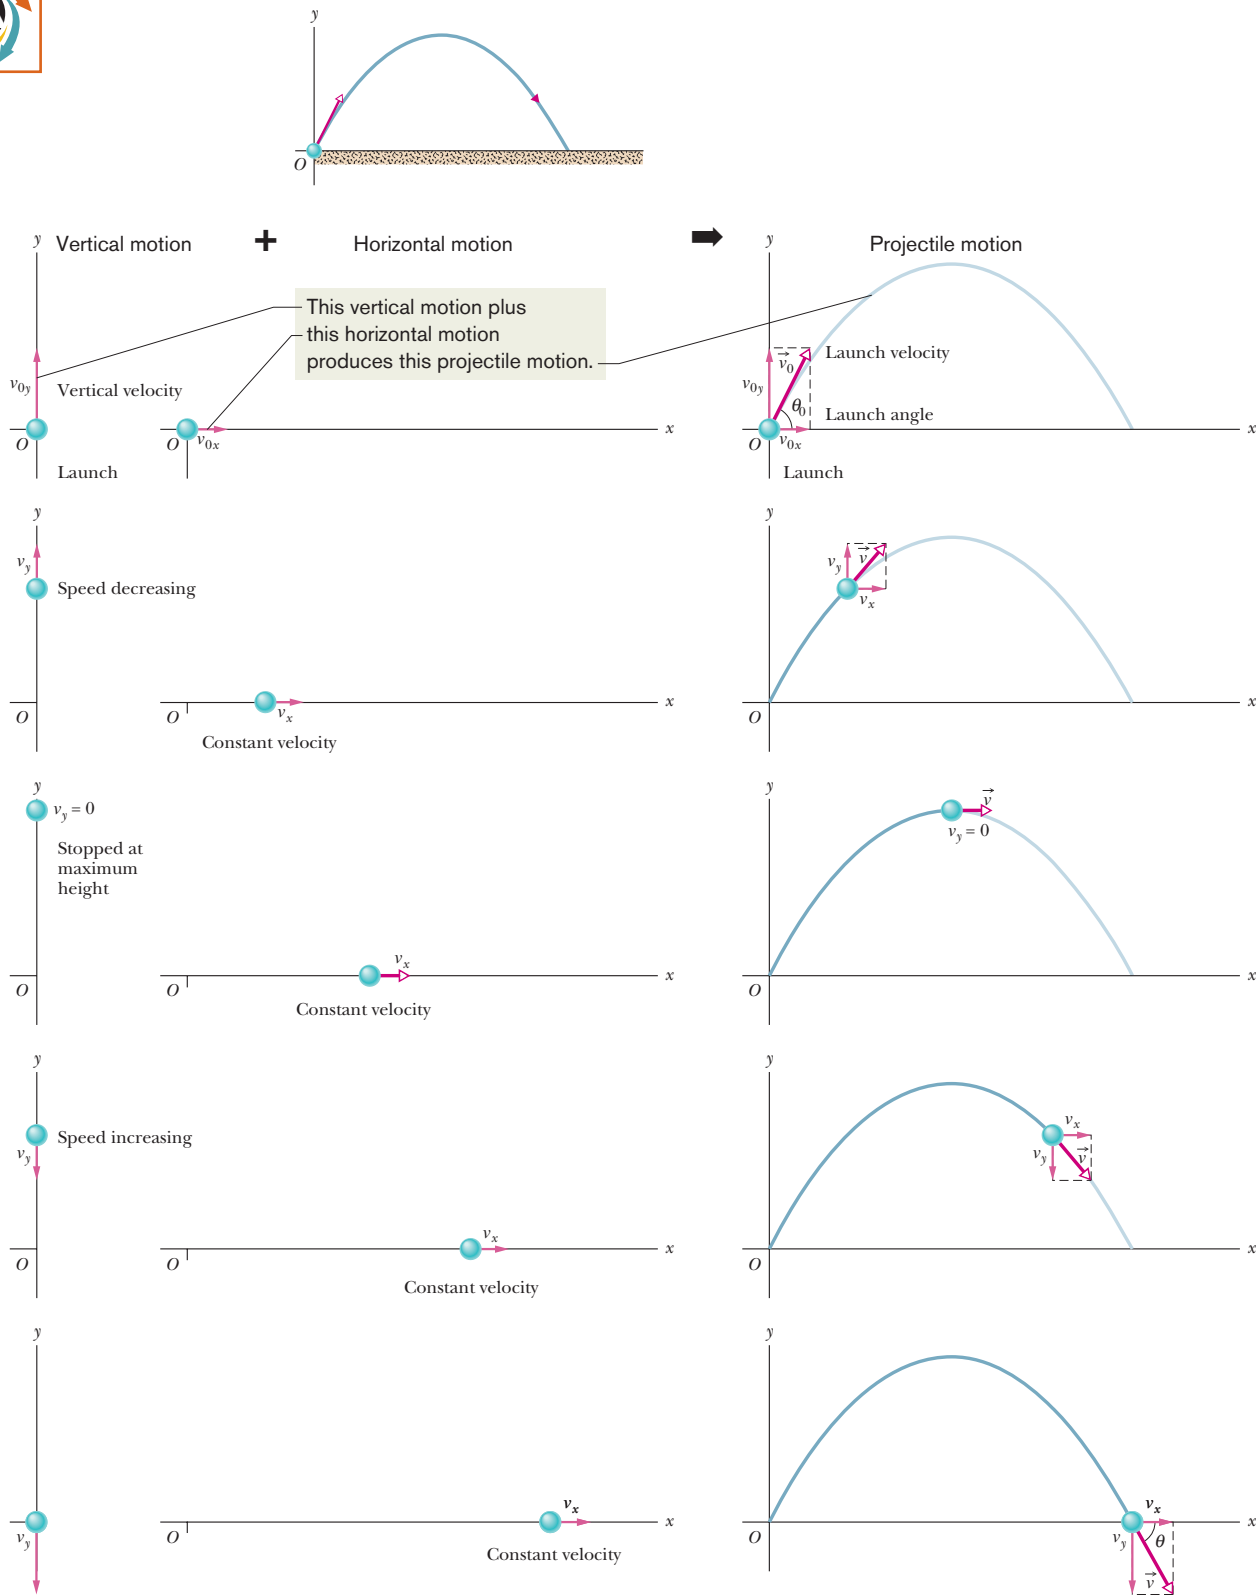 y
O
Vertical motion + Horizontal motion ➡ Projectile motion
y
y
This vertical motion plus
this horizontal motion
produces this projectile motion.
v0y
Vertical velocity
O
Launch
O
v0x
x
v0y
v⃗0
Launch velocity
θ0
Launch angle
O
v0x
x
Launch
y
vy
Speed decreasing
O
O
vx
x
Constant velocity
y
vy
v⃗
vx
O
x
y
vy = 0
Stopped at
maximum
height
O
O
vx
x
Constant velocity
y
v⃗
vy = 0
O
x
y
Speed increasing
vy
O
O
vx
x
Constant velocity
y
vx
vy
v⃗
O
x
y
vy
O
vx
x
Constant velocity
y
vx
O
vy
θ
x
v⃗